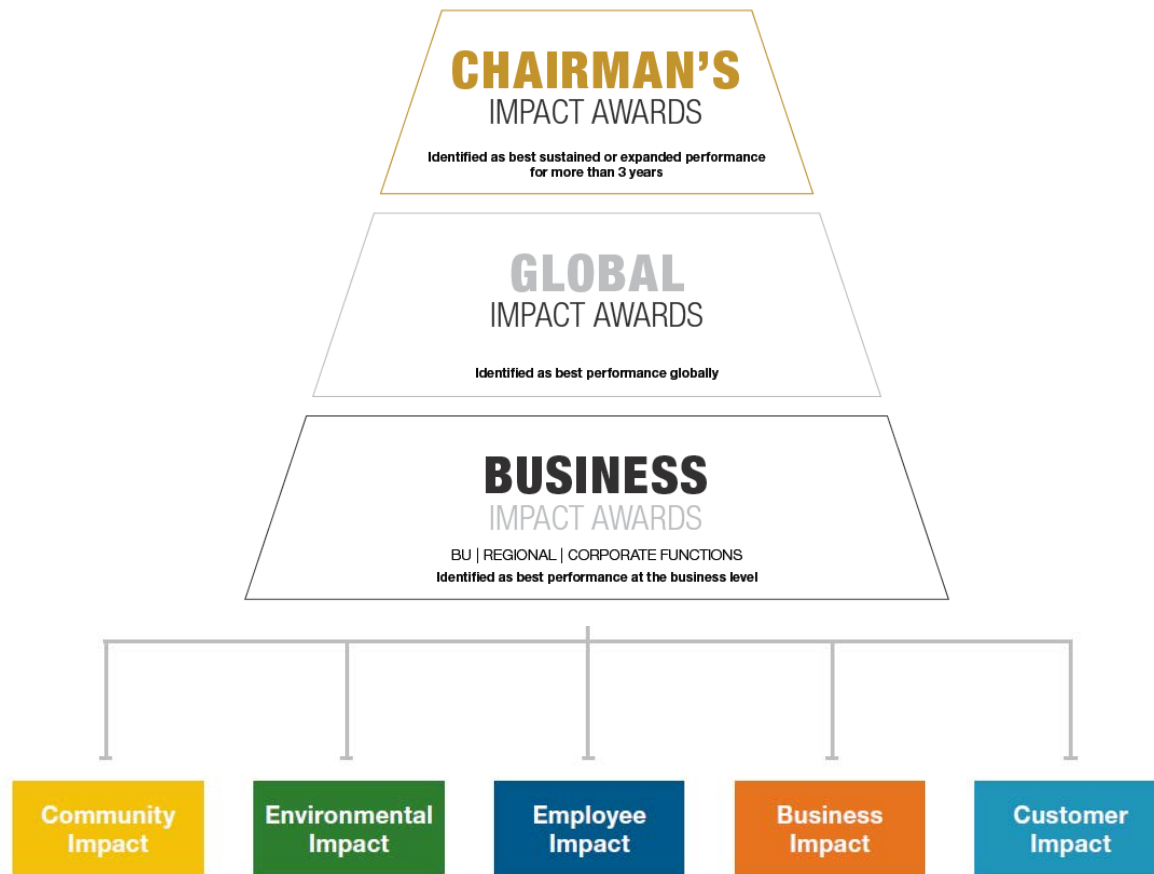 CHAIRMAN'S
IMPACT AWARDS
Identified as best sustained or expanded performance
for more than 3 years
GLOBAL
IMPACT AWARDS
Identified as best performance globally
BUSINESS
IMPACT AWARDS
BU | REGIONAL | CORPORATE FUNCTIONS
Identified as best performance at the business level
Community
Impact
Environmental
Impact
Employee
Impact
Business
Impact
Customer
Impact